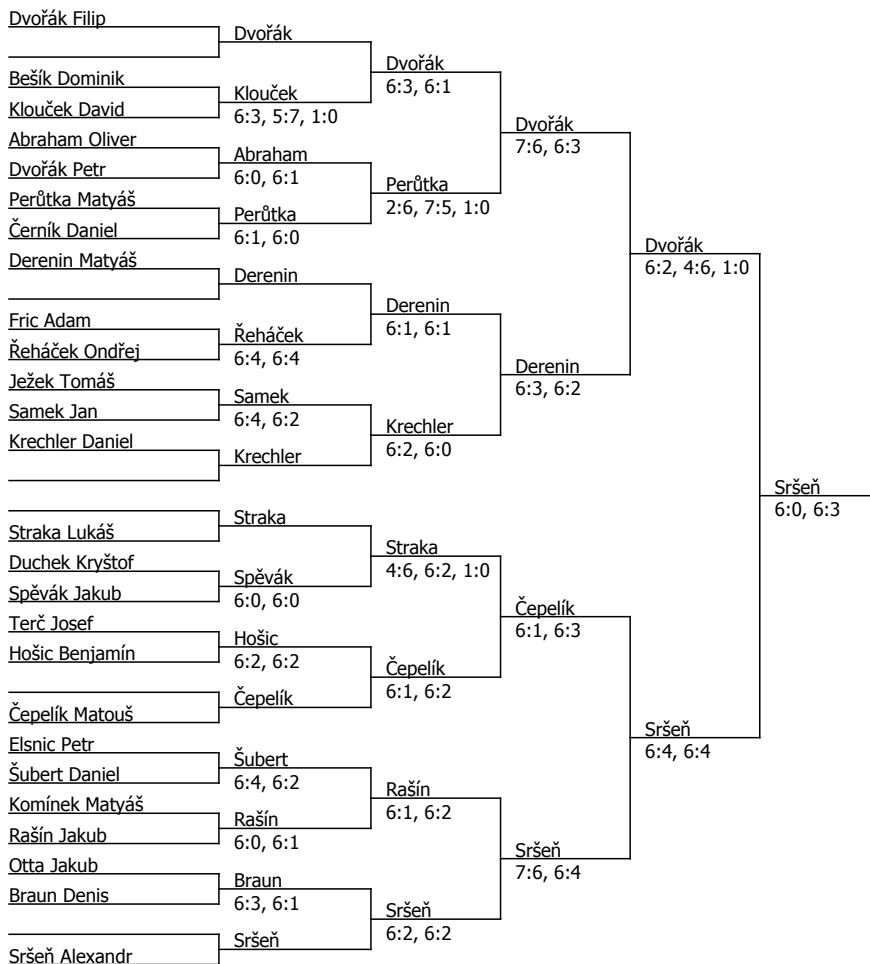 Dvořák Filip
Dvořák
Dvořák
6:3, 6:1
Bešík Dominik
Klouček
6:3, 5:7, 1:0
Klouček David
Dvořák
7:6, 6:3
Abraham Oliver
Abraham
6:0, 6:1
Dvořák Petr
Perůtka
2:6, 7:5, 1:0
Perůtka Matyáš
Perůtka
6:1, 6:0
Černík Daniel
Dvořák
6:2, 4:6, 1:0
Derenin Matyáš
Derenin
Derenin
6:1, 6:1
Fric Adam
Řeháček
6:4, 6:4
Řeháček Ondřej
Derenin
6:3, 6:2
Ježek Tomáš
Samek
6:4, 6:2
Samek Jan
Krechler
6:2, 6:0
Krechler Daniel
Krechler
Sršeň
6:0, 6:3
Straka
Straka Lukáš
Straka
4:6, 6:2, 1:0
Duchek Kryštof
Spěvák
6:0, 6:0
Spěvák Jakub
Čepelík
6:1, 6:3
Terč Josef
Hošic
6:2, 6:2
Hošic Benjamín
Čepelík
6:1, 6:2
Čepelík
Čepelík Matouš
Sršeň
6:4, 6:4
Elsnic Petr
Šubert
6:4, 6:2
Šubert Daniel
Rašín
6:1, 6:2
Komínek Matyáš
Rašín
6:0, 6:1
Rašín Jakub
Sršeň
7:6, 6:4
Otta Jakub
Braun
6:3, 6:1
Braun Denis
Sršeň
6:2, 6:2
Sršeň
Sršeň Alexandr